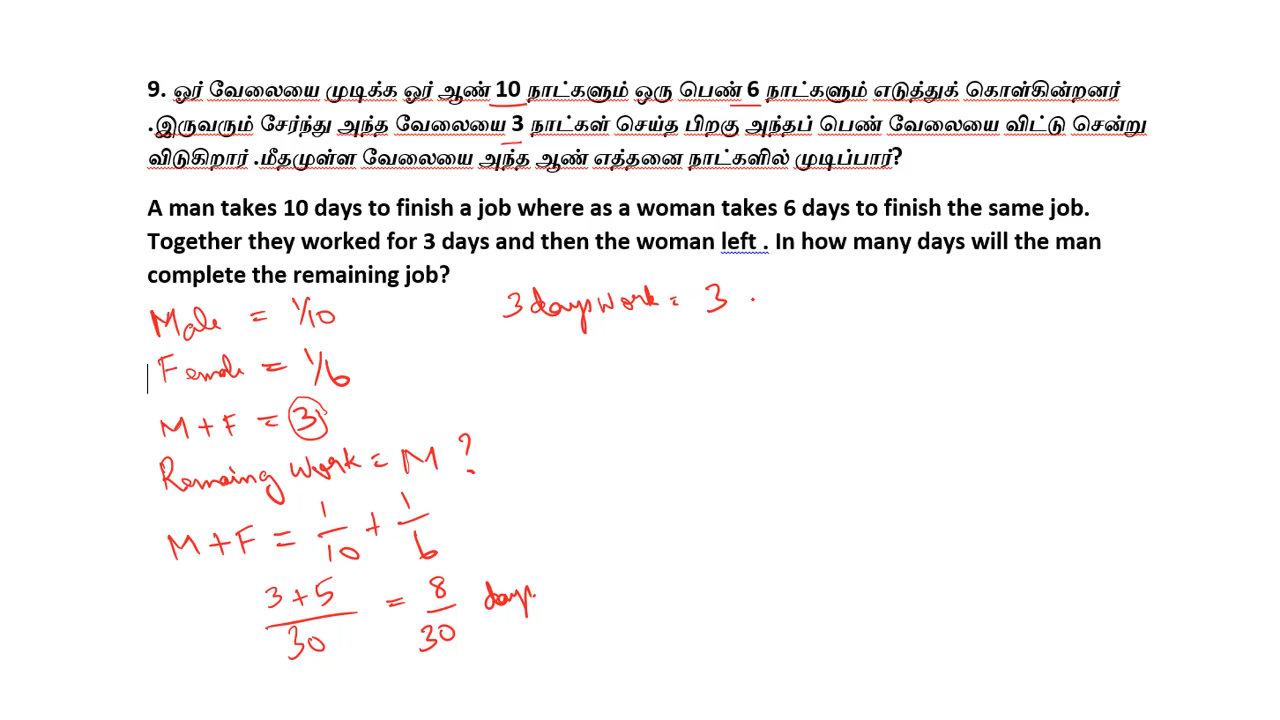 9. ஓர் வேலையை முடிக்க ஓர் ஆண் 10 நாட்களும் ஒரு பெண் 6 நாட்களும் எடுத்துக் கொள்கின்றனர்
.இருவரும் சேர்ந்து அந்த வேலையை 3 நாட்கள் செய்த பிறகு அந்தப் பெண் வேலையை விட்டு சென்று
விடுகிறார் .மீதமுள்ள வேலையை அந்த ஆண் எத்தனை நாட்களில் முடிப்பார்?
A man takes 10 days to finish a job where as a woman takes 6 days to finish the same job.
Together they worked for 3 days and then the woman left . In how many days will the man
complete the remaining job?
Male = 1/10
Female = 1/6
M + F = 3
Remaing work = M ?
M + F = 1/10 + 1/6
3 + 5/30 = 8/30 days
3 days work = 3 .